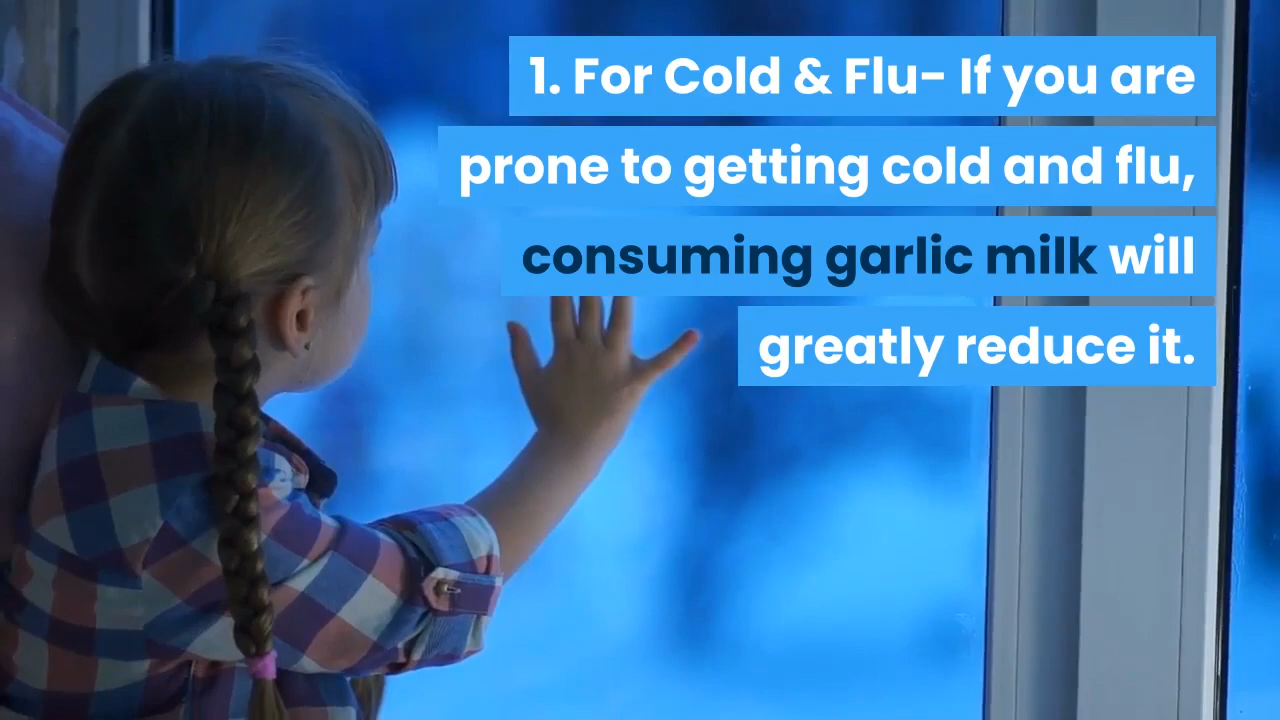 1. For Cold & Flu- If you are
prone to getting cold and flu,
consuming garlic milk will
greatly reduce it.